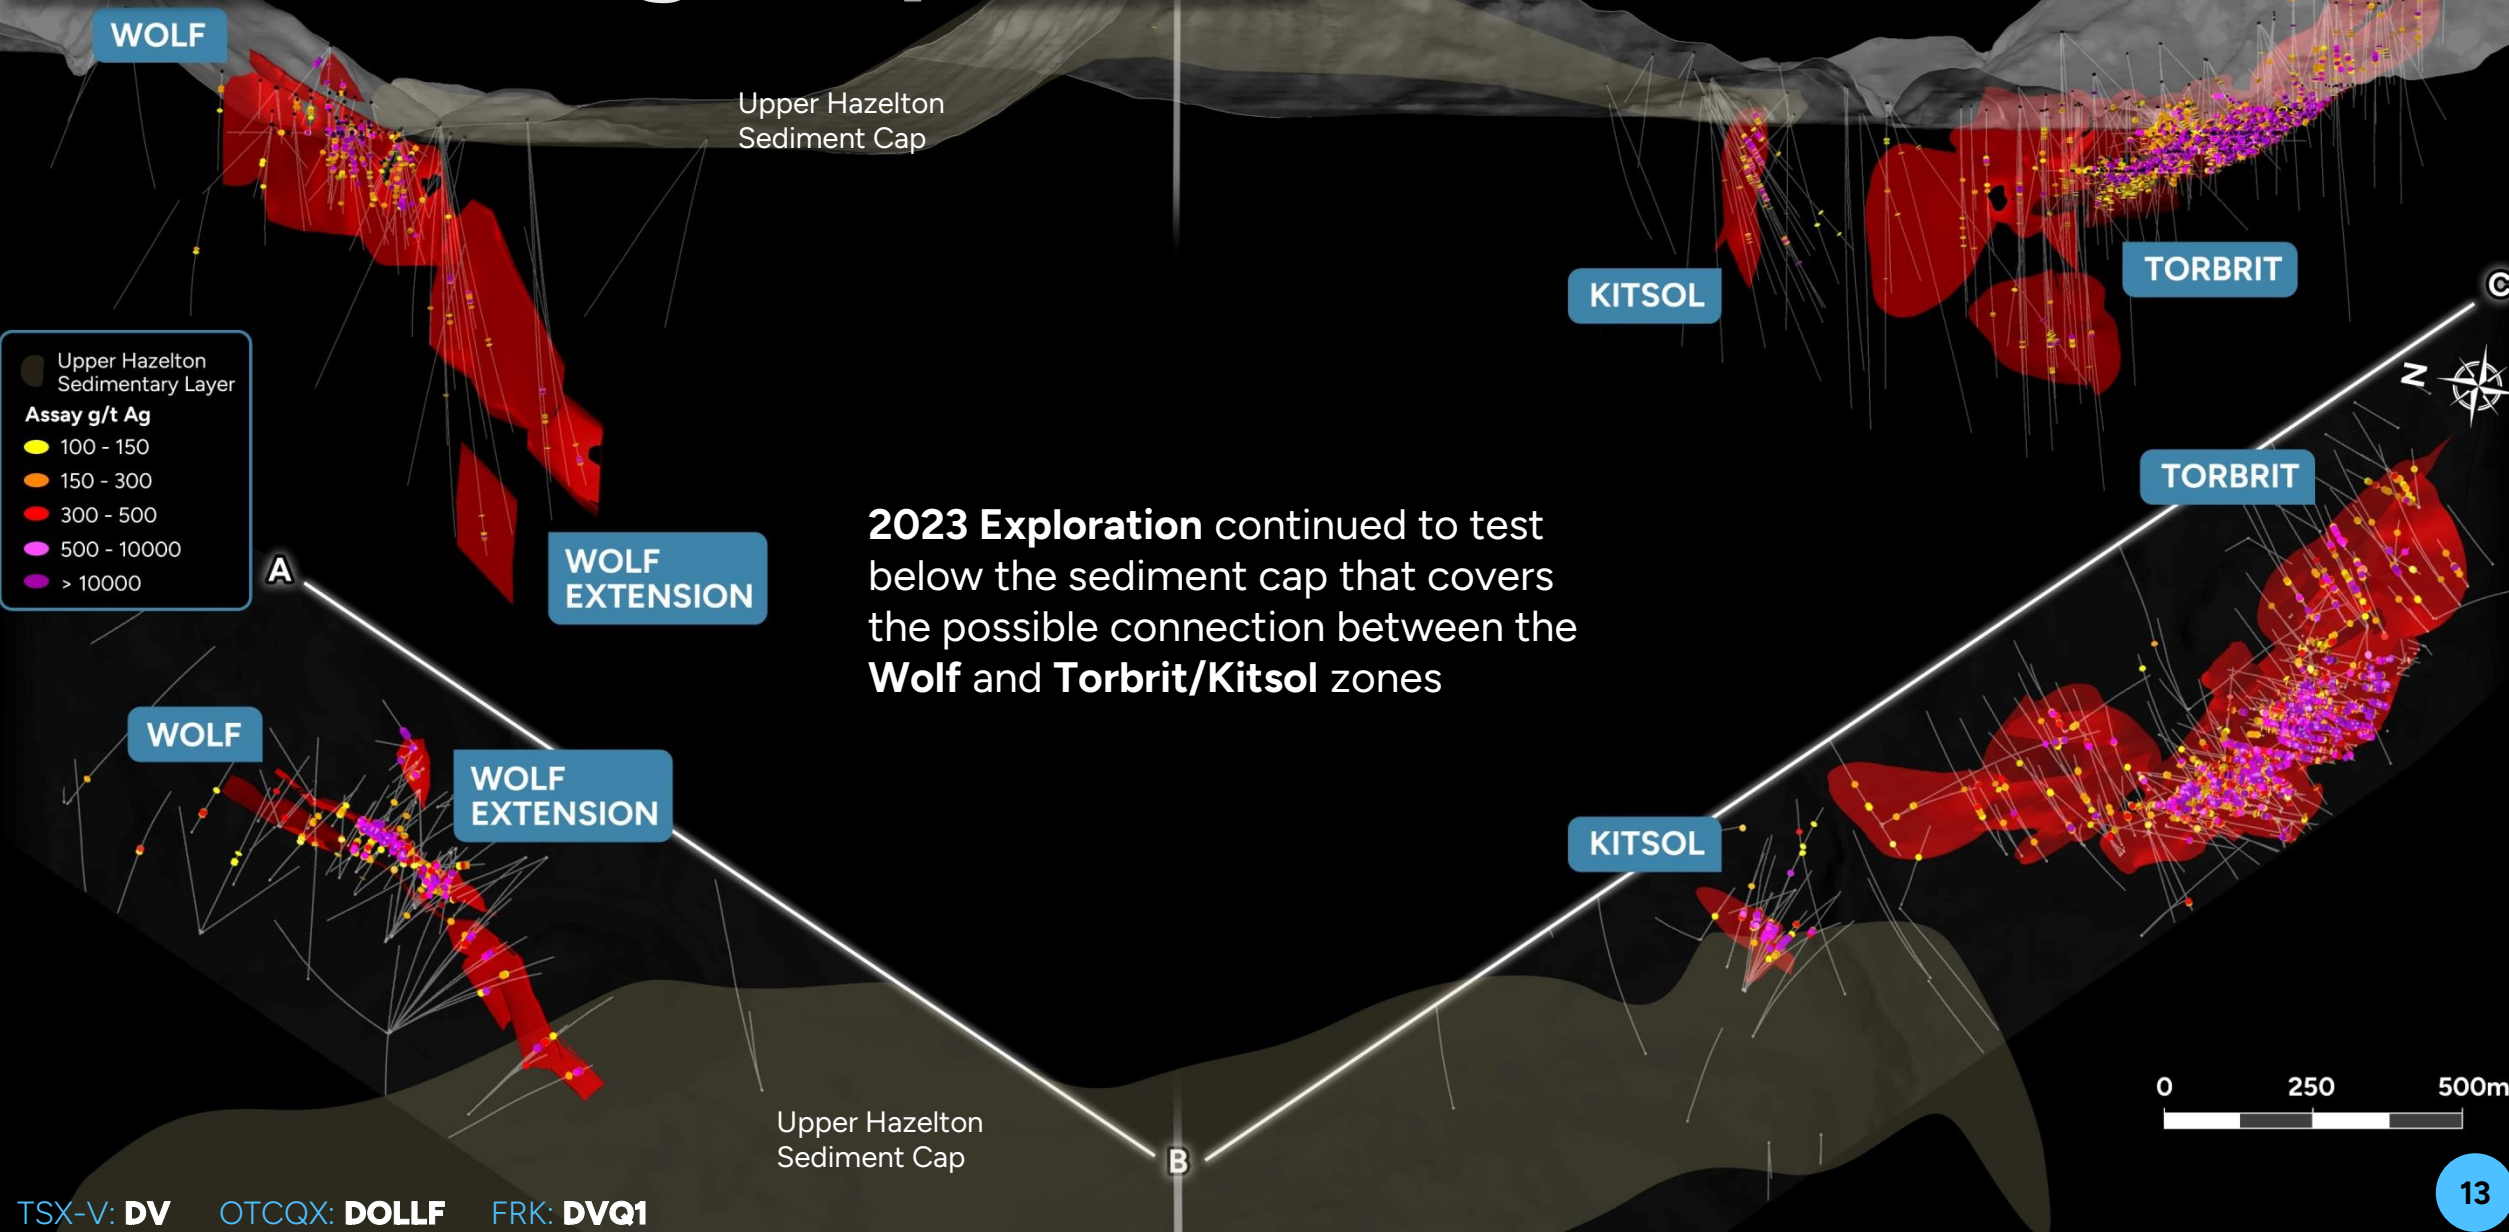 WOLF
Upper Hazelton
Sediment Cap
KITSOL
TORBRIT
C
N
Upper Hazelton
Sedimentary Layer
Assay g/t Ag
100 - 150
150 - 300
300 - 500
500 - 10000
> 10000
WOLF
EXTENSION
2023 Exploration continued to test
below the sediment cap that covers
the possible connection between the
Wolf and Torbrit/Kitsol zones
A
TORBRIT
WOLF
WOLF
EXTENSION
KITSOL
Upper Hazelton
Sediment Cap
B
0 250 500m
TSX-V: DV OTCQX: DOLLF FRK: DVQ1
13